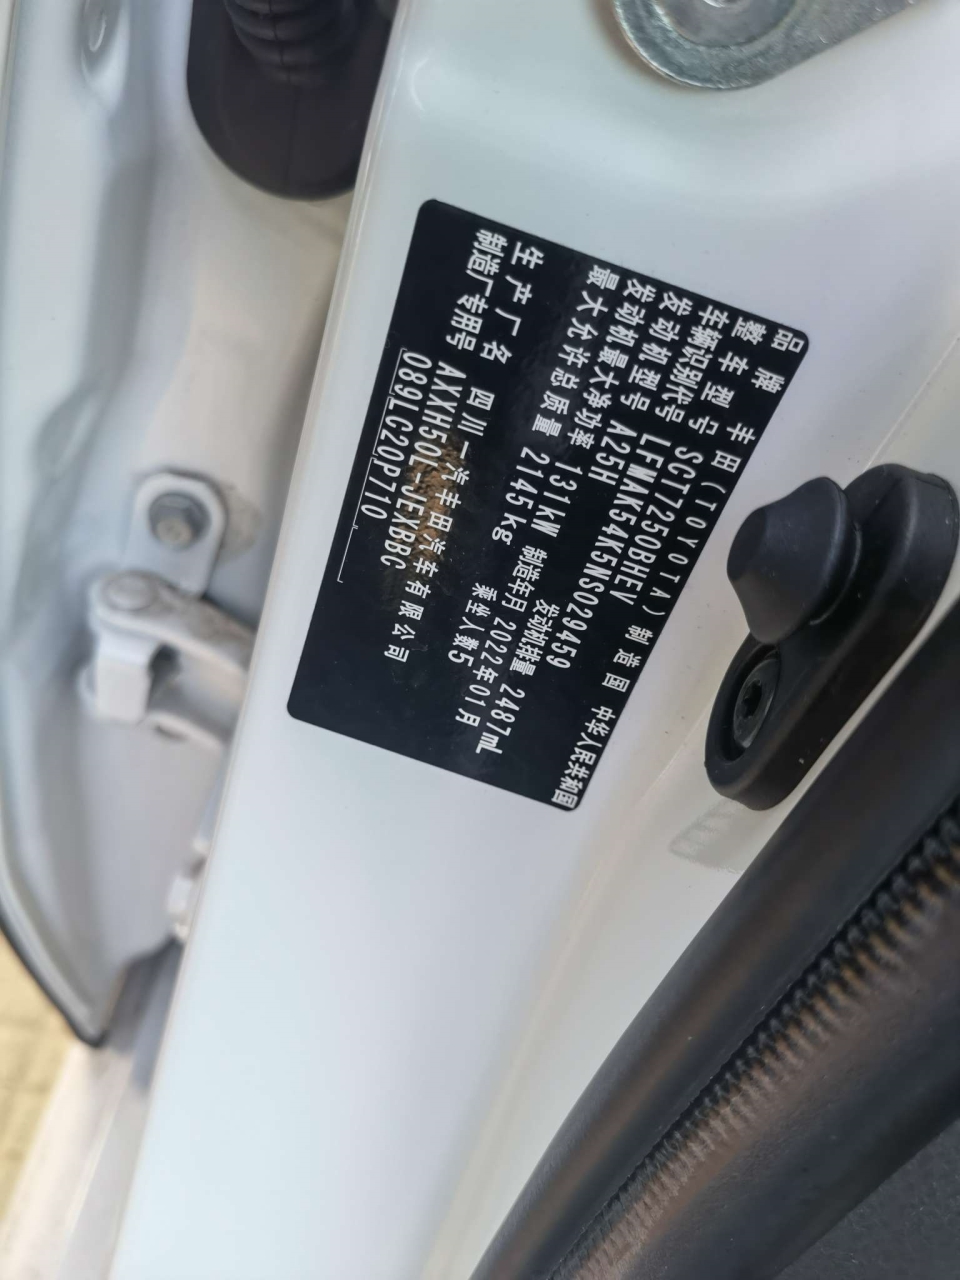 品牌 丰田(TOYOTA) 制造国 中华人民共和国
整车型号 SCT7250BHEV
车辆识别代号 LFMAK54K5NS029459
发动机型号 A25H 发动机排量 2487mL
发动机最大净功率 131kW 制造年月 2022年01月
最大允许总质量 2145kg 乘坐人数5
生产厂名 四川一汽丰田汽车有限公司
制造厂专用号 AXXH50L-JEXBBC
089LC20P710